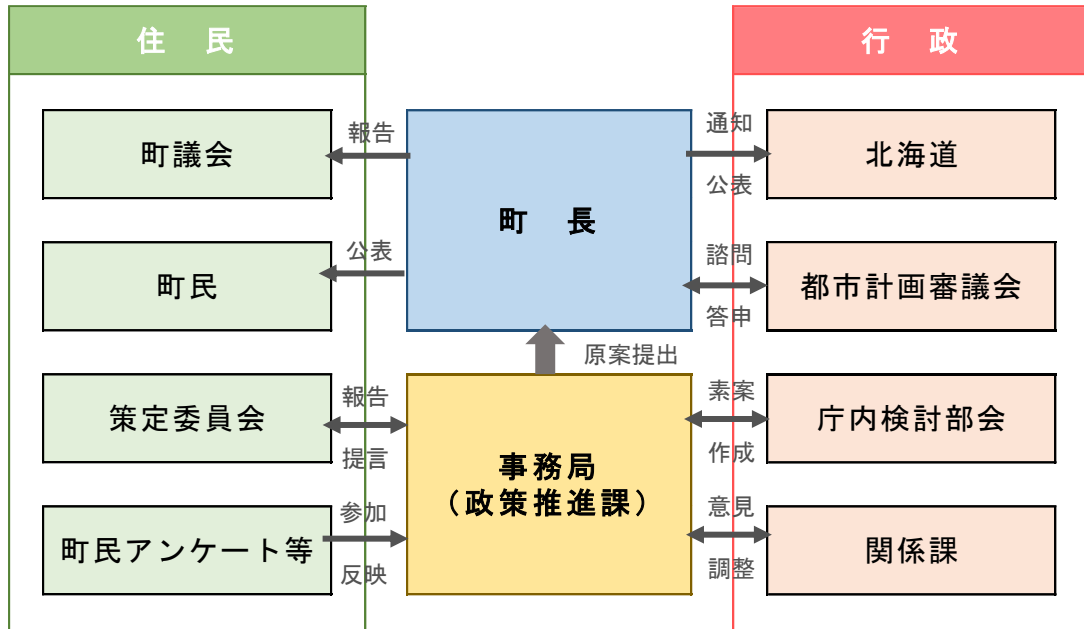 住　民
行　政
町議会
報告
町　長
通知
公表
北海道
町民
公表
諮問
答申
都市計画審議会
原案提出
策定委員会
報告
提言
事務局
（政策推進課）
素案
作成
庁内検討部会
町民アンケート等
参加
反映
意見
調整
関係課